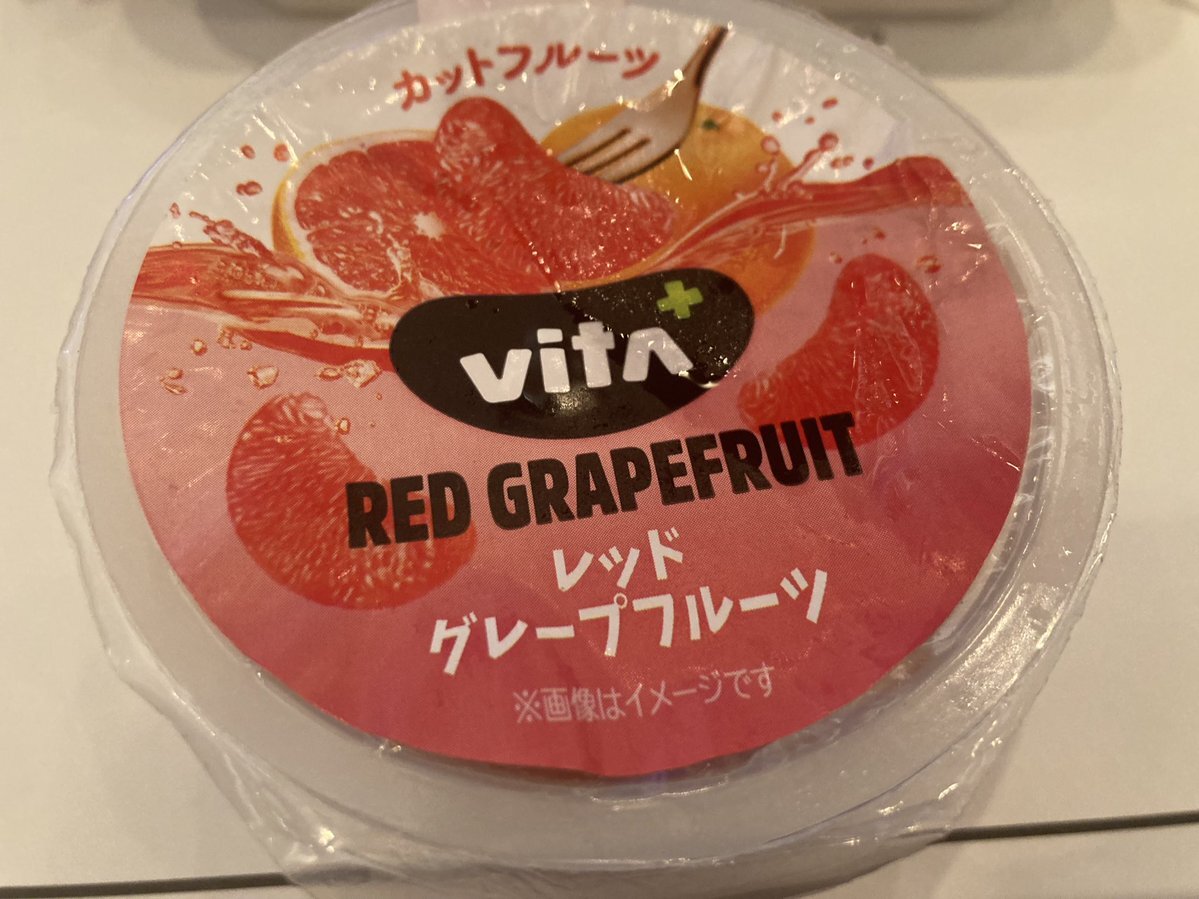 カットフルーツ
vita+
RED GRAPEFRUIT
レッド
グレープフルーツ
※画像はイメージです